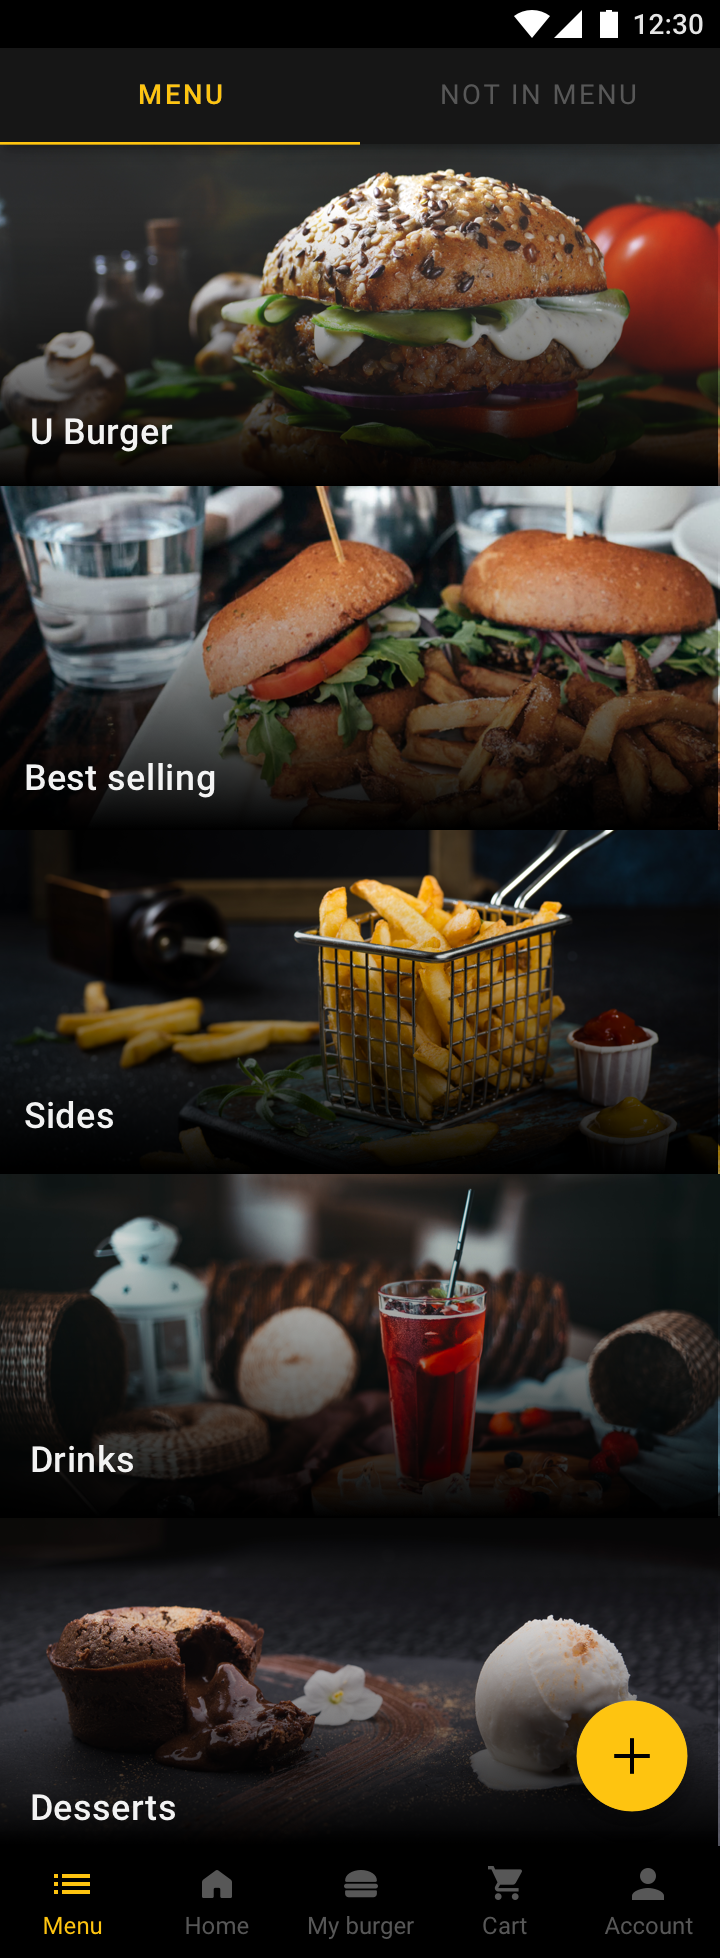 12:30
MENU
NOT IN MENU
U Burger
Best selling
Sides
Drinks
Desserts
Menu
Home
My burger
Cart
Account